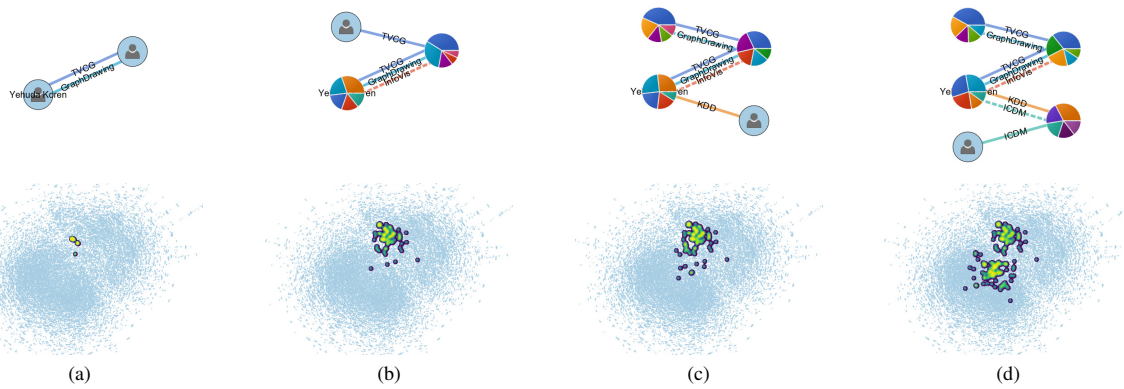 TVCG
GraphDrawing
Yehuda Koren
TVCG
TVCG
GraphDrawing
InfoVis
Ye en
TVCG
GraphDrawing
TVCG
GraphDrawing
InfoVis
Ye en
KDD
TVCG
GraphDrawing
TVCG
GraphDrawing
InfoVis
Ye en
KDD
ICDM
ICDM
(a) (b) (c) (d)